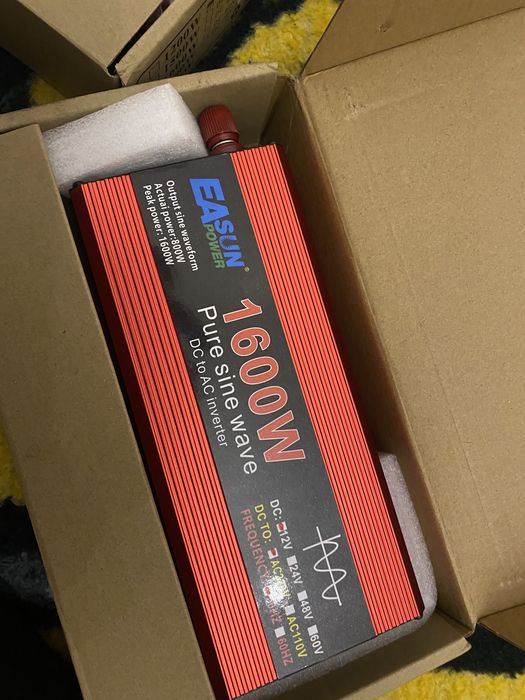 1200W
EASUN
POWER
®
Output sine waveform
Actual power:800W
Peak power: 1600W
1600W
Pure sine wave
DC to AC inverter
DC: 12V 24V 48V 60V
DC TO: AC110V
FREQUENCY: 60HZ